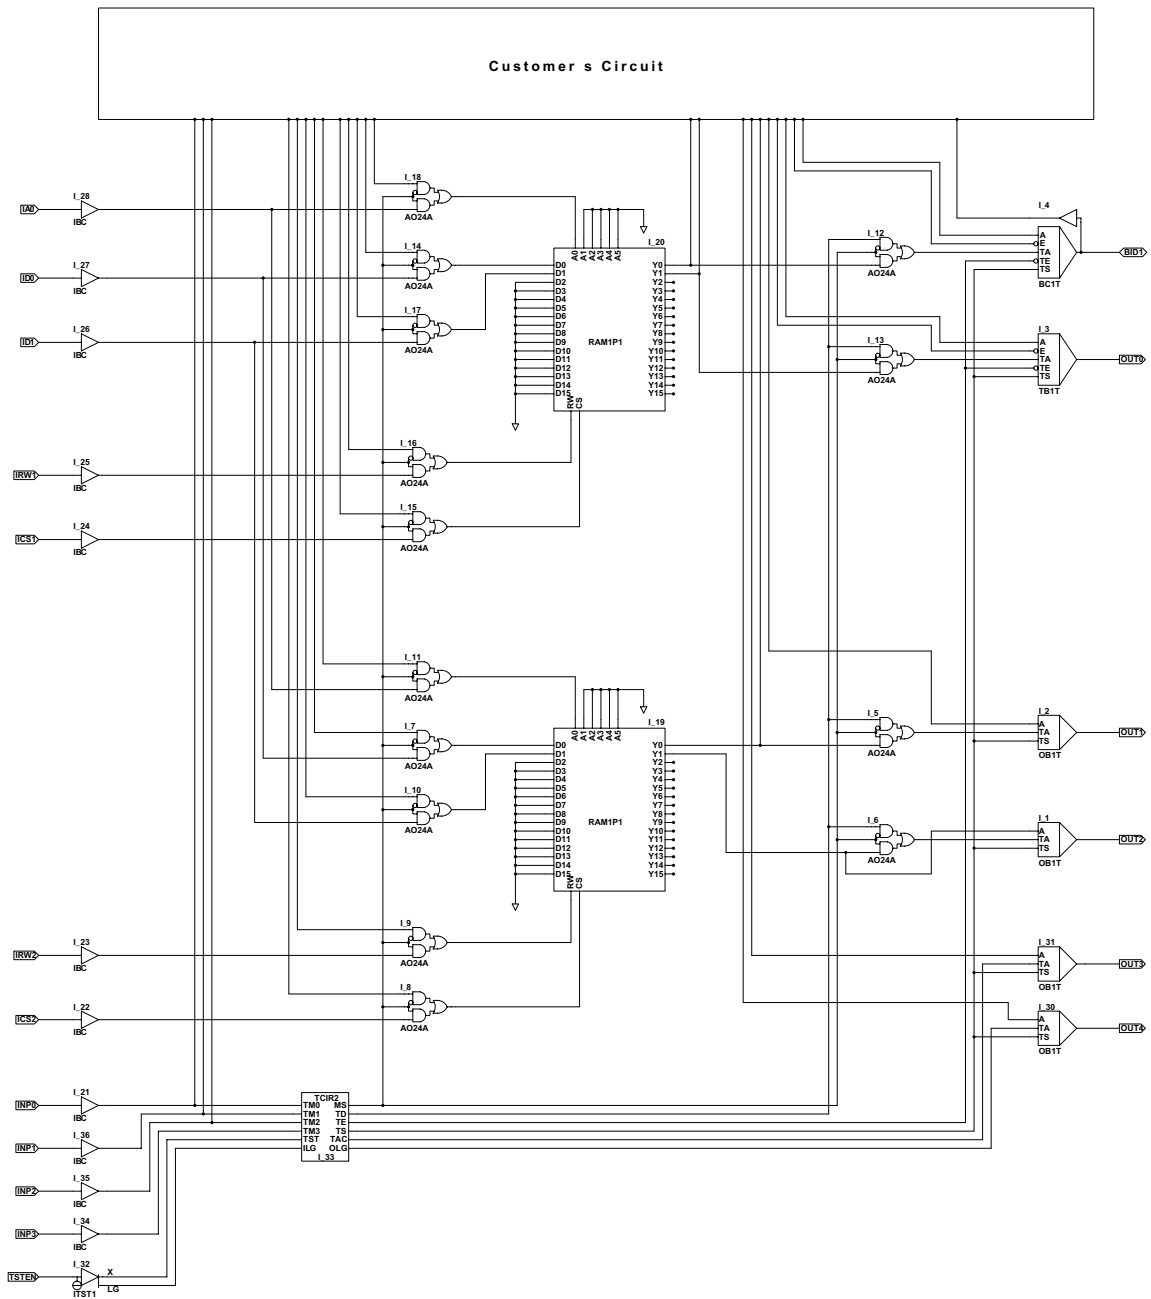 Customer s Circuit
I_18
AO24A
I_28
IA0
IBC
I_14
AO24A
I_27
ID0
IBC
I_17
AO24A
I_26
ID1
IBC
I_16
AO24A
I_25
IRW1
IBC
I_15
AO24A
I_24
ICS1
IBC
I_20
A0 A1 A2 A3 A4 A5
D0 Y0
D1 Y1
D2 Y2
D3 Y3
D4 Y4
D5 Y5
D6 Y6
D7 Y7
D8 Y8
RAM1P1
D9 Y9
D10 Y10
D11 Y11
D12 Y12
D13 Y13
D14 Y14
D15 Y15
RW CS
I_12
AO24A
I_13
AO24A
I_4
A
E
TA
TE
TS
BC1T
BID1
I_3
A
E
TA
TE
TS
TB1T
OUT0
I_11
AO24A
I_7
AO24A
I_10
AO24A
I_9
AO24A
I_23
IRW2
IBC
I_8
AO24A
I_22
ICS2
IBC
I_19
A0 A1 A2 A3 A4 A5
D0 Y0
D1 Y1
D2 Y2
D3 Y3
D4 Y4
D5 Y5
D6 Y6
D7 Y7
D8 Y8
RAM1P1
D9 Y9
D10 Y10
D11 Y11
D12 Y12
D13 Y13
D14 Y14
D15 Y15
RW CS
I_5
AO24A
I_6
AO24A
I_2
A
TA
TS
OB1T
OUT1
I_1
A
TA
TS
OB1T
OUT2
I_31
A
TA
TS
OB1T
OUT3
I_30
A
TA
TS
OB1T
OUT4
I_21
INP0
IBC
I_36
INP1
IBC
I_35
INP2
IBC
I_34
INP3
IBC
I_32
TSTEN
X
LG
ITST1
TCIR2
TM0 MS
TM1 TD
TM2 TE
TM3 TS
TST TAC
ILG OLG
I_33